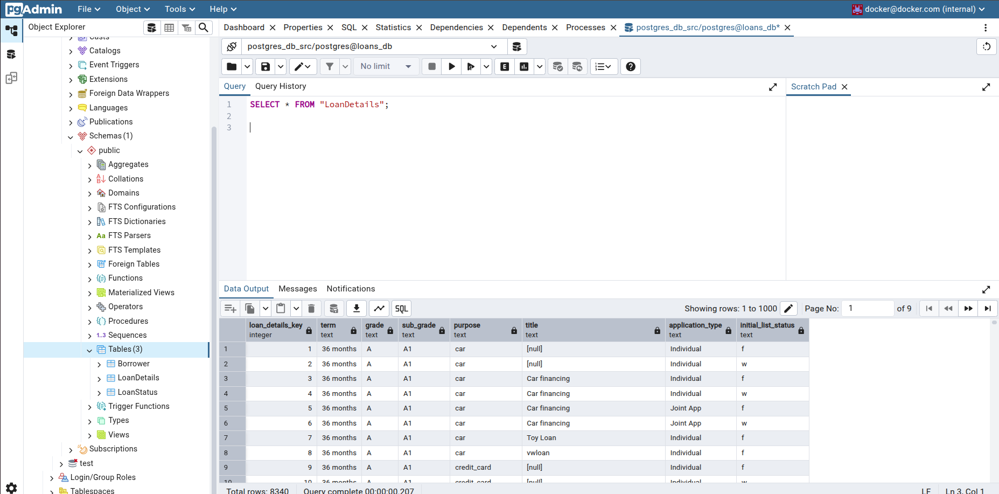 pgAdmin File Object Tools Help docker@docker.com (internal)
Object Explorer
Dashboard Properties SQL Statistics Dependencies Dependents Processes postgres_db_src/postgres@loans_db*
postgres_db_src/postgres@loans_db
No limit
E
Casts
Catalogs
Event Triggers
Extensions
Foreign Data Wrappers
Languages
Publications
Schemas (1)
public
Aggregates
Collations
Domains
FTS Configurations
FTS Dictionaries
Aa FTS Parsers
FTS Templates
Foreign Tables
Functions
Materialized Views
Operators
Procedures
1..3 Sequences
Tables (3)
Borrower
LoanDetails
LoanStatus
Trigger Functions
Types
Views
Subscriptions
test
Login/Group Roles
Tablespaces
Query Query History
Scratch Pad
1 SELECT * FROM "LoanDetails";
2
3
Data Output Messages Notifications
SQL Showing rows: 1 to 1000 Page No: 1 of 9
loan_details_key term grade sub_grade purpose title application_type initial_list_status
integer text text text text text text text
1 1 36 months A A1 car [null] Individual f
2 2 36 months A A1 car [null] Individual w
3 3 36 months A A1 car Car financing Individual f
4 4 36 months A A1 car Car financing Individual w
5 5 36 months A A1 car Car financing Joint App f
6 6 36 months A A1 car Car financing Joint App w
7 7 36 months A A1 car Toy Loan Individual f
8 8 36 months A A1 car vwloan Individual f
9 9 36 months A A1 credit_card [null] Individual f
10 10 36 months A A1 credit_card [null] Individual w
Total rows: 8340 Query complete 00:00:00.207 LF Ln 3, Col 1